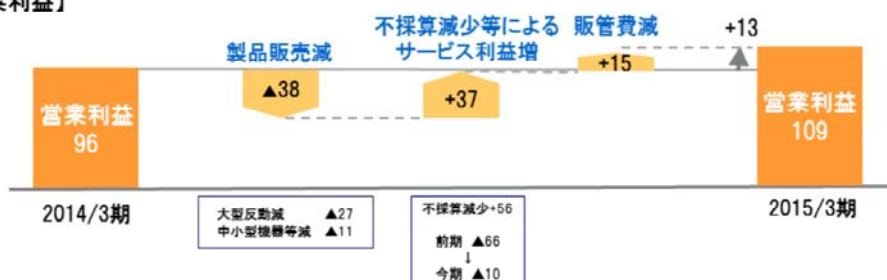 利益】
製品販売減
不採算減少等による
サービス利益増
販管費減
+13
▲38
+37
+15
営業利益
96
営業利益
109
2014/3期
2015/3期
大型反動減 ▲27
中小型機器等減 ▲11
不採算減少+56
前期 ▲66
↓
今期 ▲10